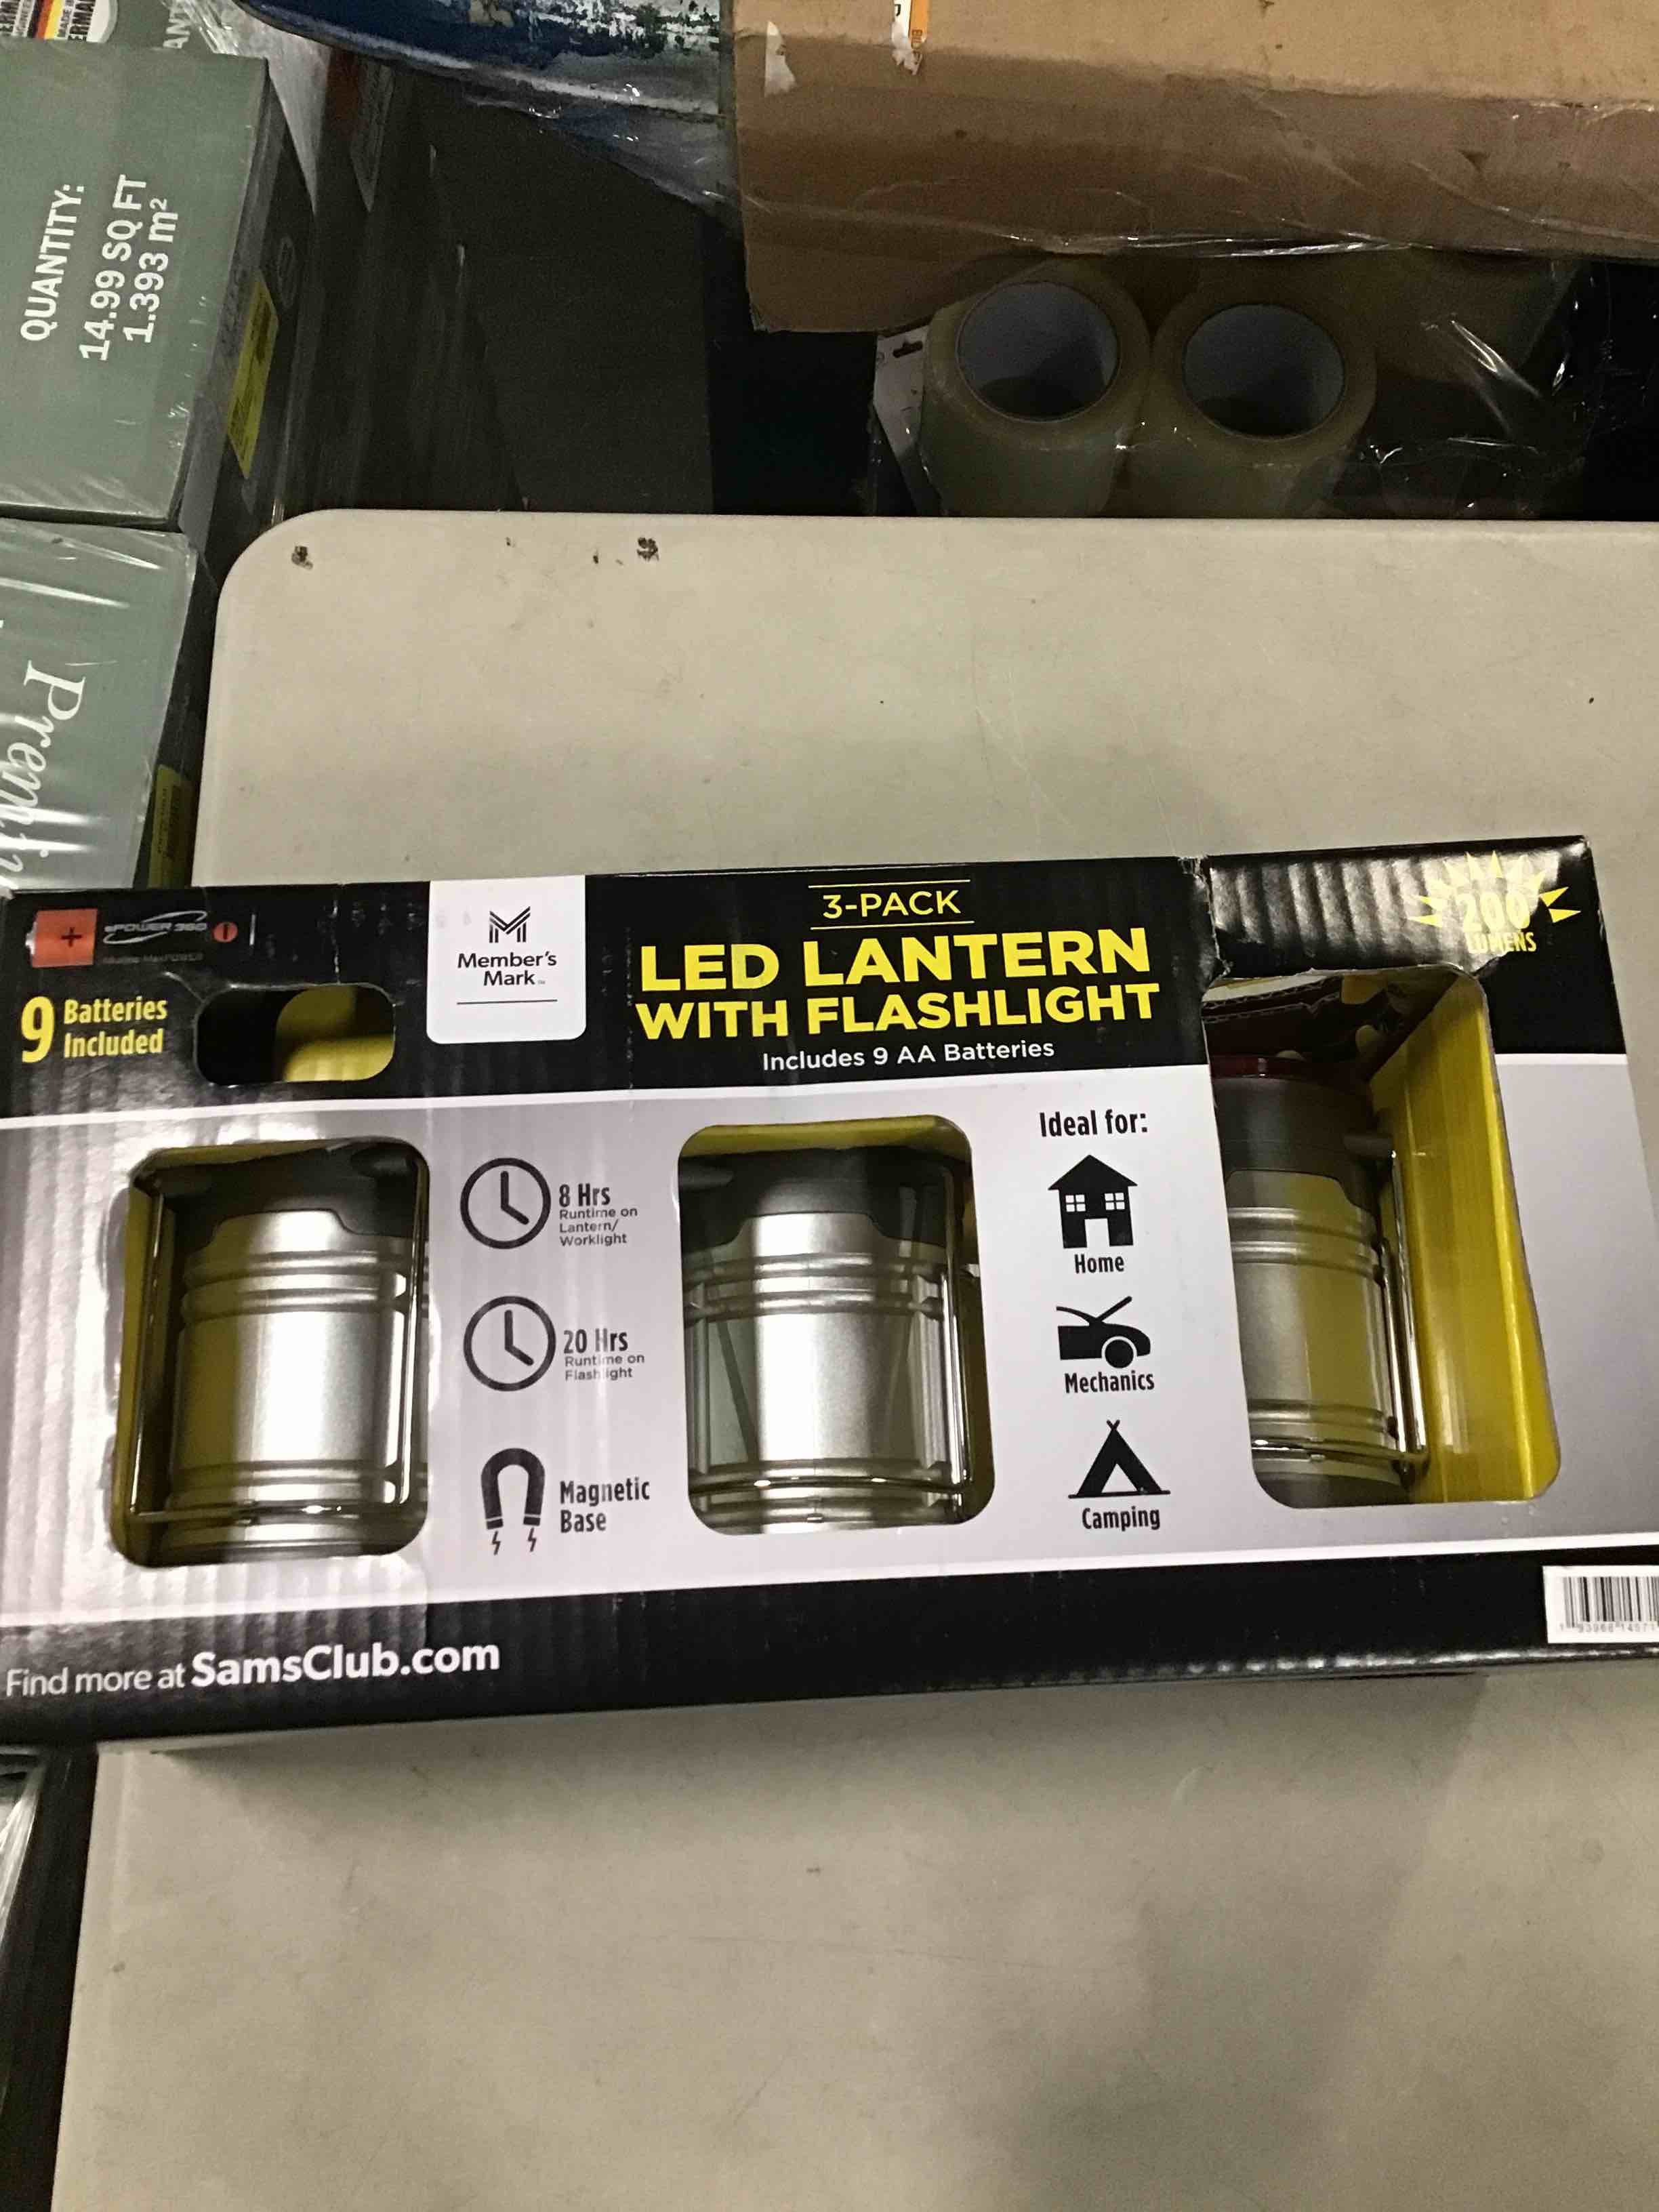 QUANTITY:
14.99 SQ FT
1.393 m²
ePOWER 360
9 Batteries
Included
Member's
Mark
3-PACK
LED LANTERN
WITH FLASHLIGHT
Includes 9 AA Batteries
200
LUMENS
8 Hrs
Runtime on
Lantern/
Worklight
20 Hrs
Runtime on
Flashlight
Magnetic
Base
Ideal for:
Home
Mechanics
Camping
Find more at SamsClub.com